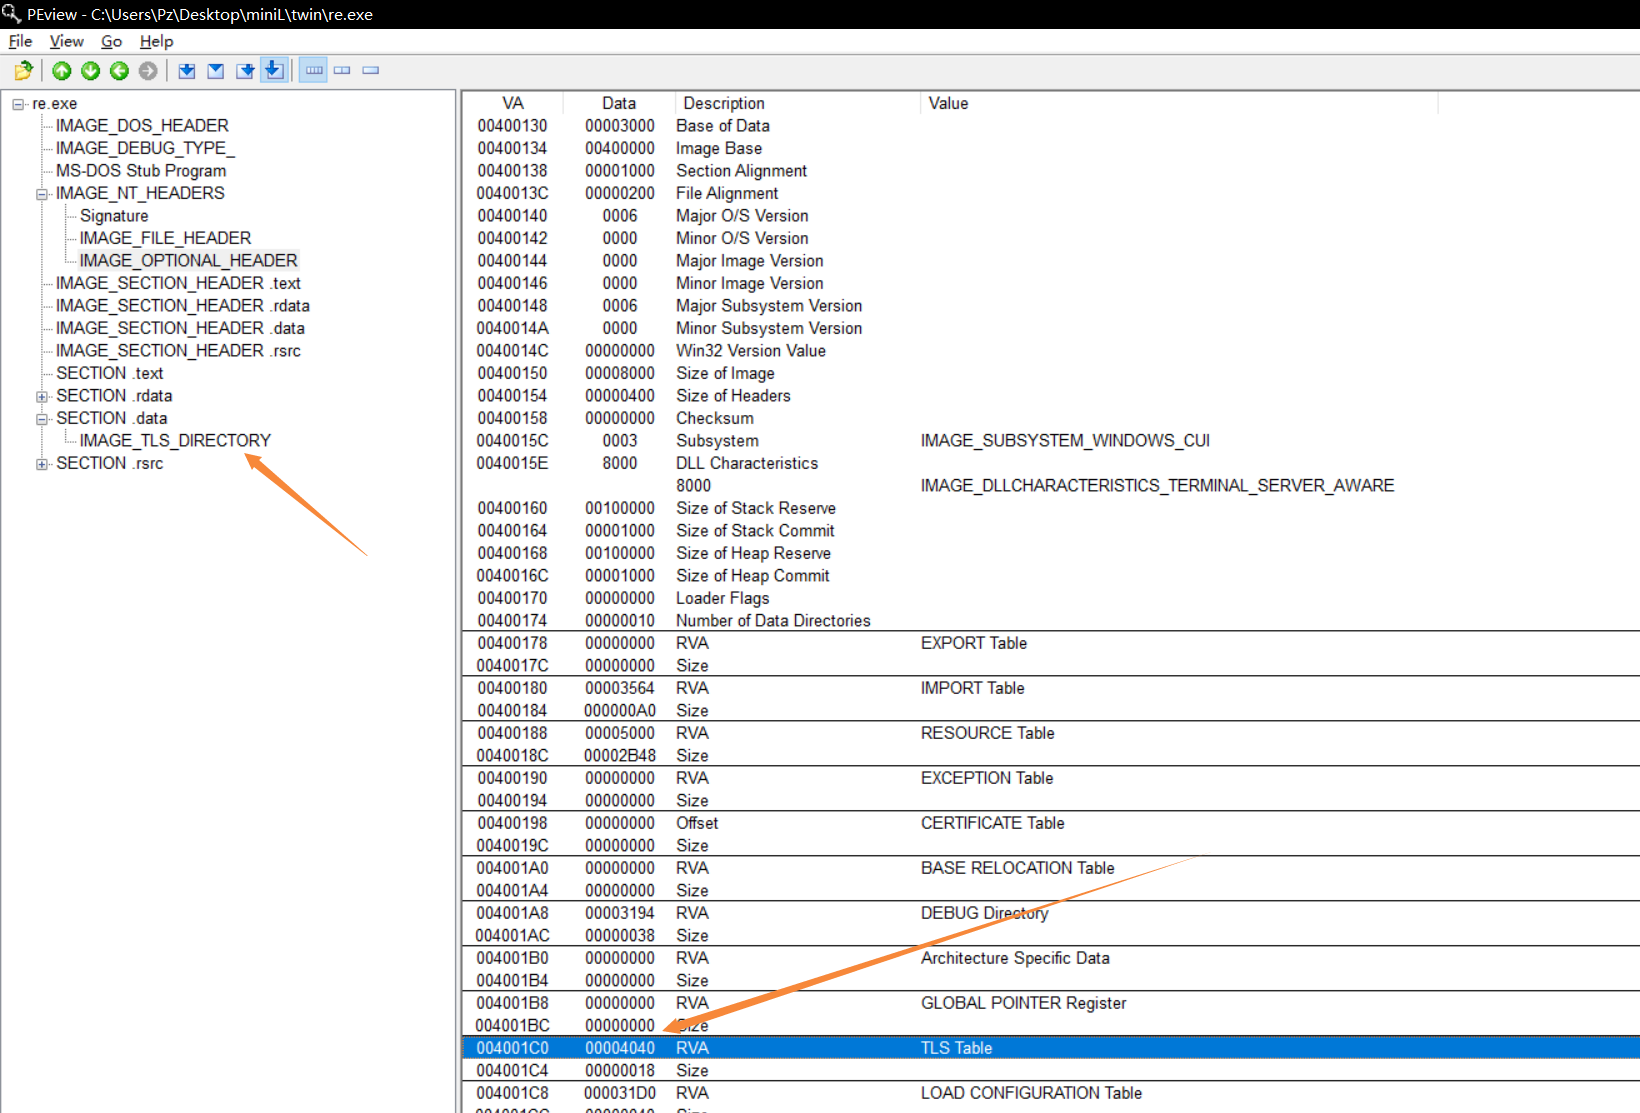 PEview - C:\Users\Pz\Desktop\miniL\twin\re.exe
File View Go Help
re.exe
IMAGE_DOS_HEADER
IMAGE_DEBUG_TYPE_
MS-DOS Stub Program
IMAGE_NT_HEADERS
Signature
IMAGE_FILE_HEADER
IMAGE_OPTIONAL_HEADER
IMAGE_SECTION_HEADER .text
IMAGE_SECTION_HEADER .rdata
IMAGE_SECTION_HEADER .data
IMAGE_SECTION_HEADER .rsrc
SECTION .text
SECTION .rdata
SECTION .data
IMAGE_TLS_DIRECTORY
SECTION .rsrc
VA Data Description Value
00400130 00003000 Base of Data
00400134 00400000 Image Base
00400138 00001000 Section Alignment
0040013C 00000200 File Alignment
00400140 0006 Major O/S Version
00400142 0000 Minor O/S Version
00400144 0000 Major Image Version
00400146 0000 Minor Image Version
00400148 0006 Major Subsystem Version
0040014A 0000 Minor Subsystem Version
0040014C 00000000 Win32 Version Value
00400150 00008000 Size of Image
00400154 00000400 Size of Headers
00400158 00000000 Checksum
0040015C 0003 Subsystem IMAGE_SUBSYSTEM_WINDOWS_CUI
0040015E 8000 DLL Characteristics
8000 IMAGE_DLLCHARACTERISTICS_TERMINAL_SERVER_AWARE
00400160 00100000 Size of Stack Reserve
00400164 00001000 Size of Stack Commit
00400168 00100000 Size of Heap Reserve
0040016C 00001000 Size of Heap Commit
00400170 00000000 Loader Flags
00400174 00000010 Number of Data Directories
00400178 00000000 RVA EXPORT Table
0040017C 00000000 Size
00400180 00003564 RVA IMPORT Table
00400184 000000A0 Size
00400188 00005000 RVA RESOURCE Table
0040018C 00002B48 Size
00400190 00000000 RVA EXCEPTION Table
00400194 00000000 Size
00400198 00000000 Offset CERTIFICATE Table
0040019C 00000000 Size
004001A0 00000000 RVA BASE RELOCATION Table
004001A4 00000000 Size
004001A8 00003194 RVA DEBUG Directory
004001AC 00000038 Size
004001B0 00000000 RVA Architecture Specific Data
004001B4 00000000 Size
004001B8 00000000 RVA GLOBAL POINTER Register
004001BC 00000000 Size
004001C0 00004040 RVA TLS Table
004001C4 00000018 Size
004001C8 000031D0 RVA LOAD CONFIGURATION Table